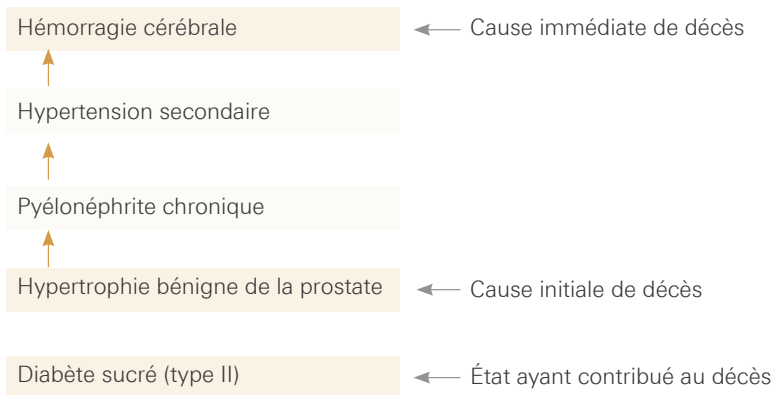 Hémorragie cérébrale
Cause immédiate de décès
Hypertension secondaire
Pyélonéphrite chronique
Hypertrophie bénigne de la prostate
Cause initiale de décès
Diabète sucré (type II)
État ayant contribué au décès